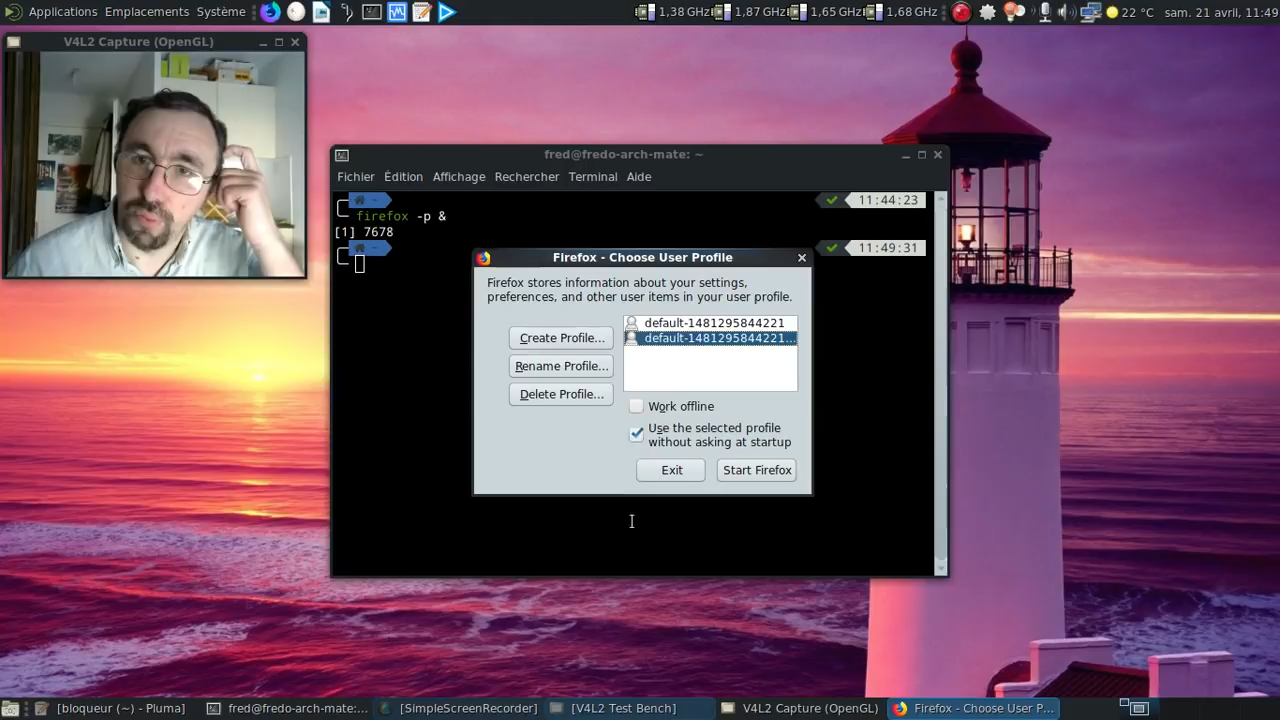 Applications Emplacements Système
1,38 GHz 1,87 GHz 1,65 GHz 1,68 GHz 22 °C sam. 21 avril, 11:49
V4L2 Capture (OpenGL)
fred@fredo-arch-mate: ~
Fichier Édition Affichage Rechercher Terminal Aide
~ 11:44:23
firefox -p &
[1] 7678
~ 11:49:31
Firefox - Choose User Profile
Firefox stores information about your settings,
preferences, and other user items in your user profile.
default-1481295844221
default-1481295844221...
Create Profile...
Rename Profile...
Delete Profile...
Work offline
Use the selected profile
without asking at startup
Exit Start Firefox
[bloqueur (~) - Pluma] fred@fredo-arch-mate:... [SimpleScreenRecorder] [V4L2 Test Bench] V4L2 Capture (OpenGL) Firefox - Choose User P...